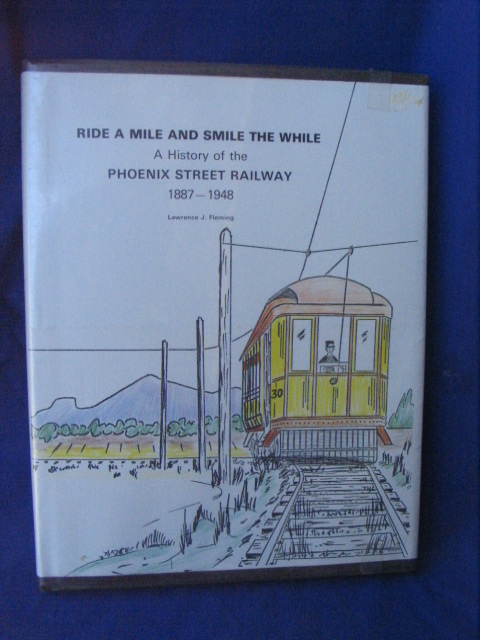 RIDE A MILE AND SMILE THE WHILE
A History of the
PHOENIX STREET RAILWAY
1887–1948
Lawrence J. Fleming
30